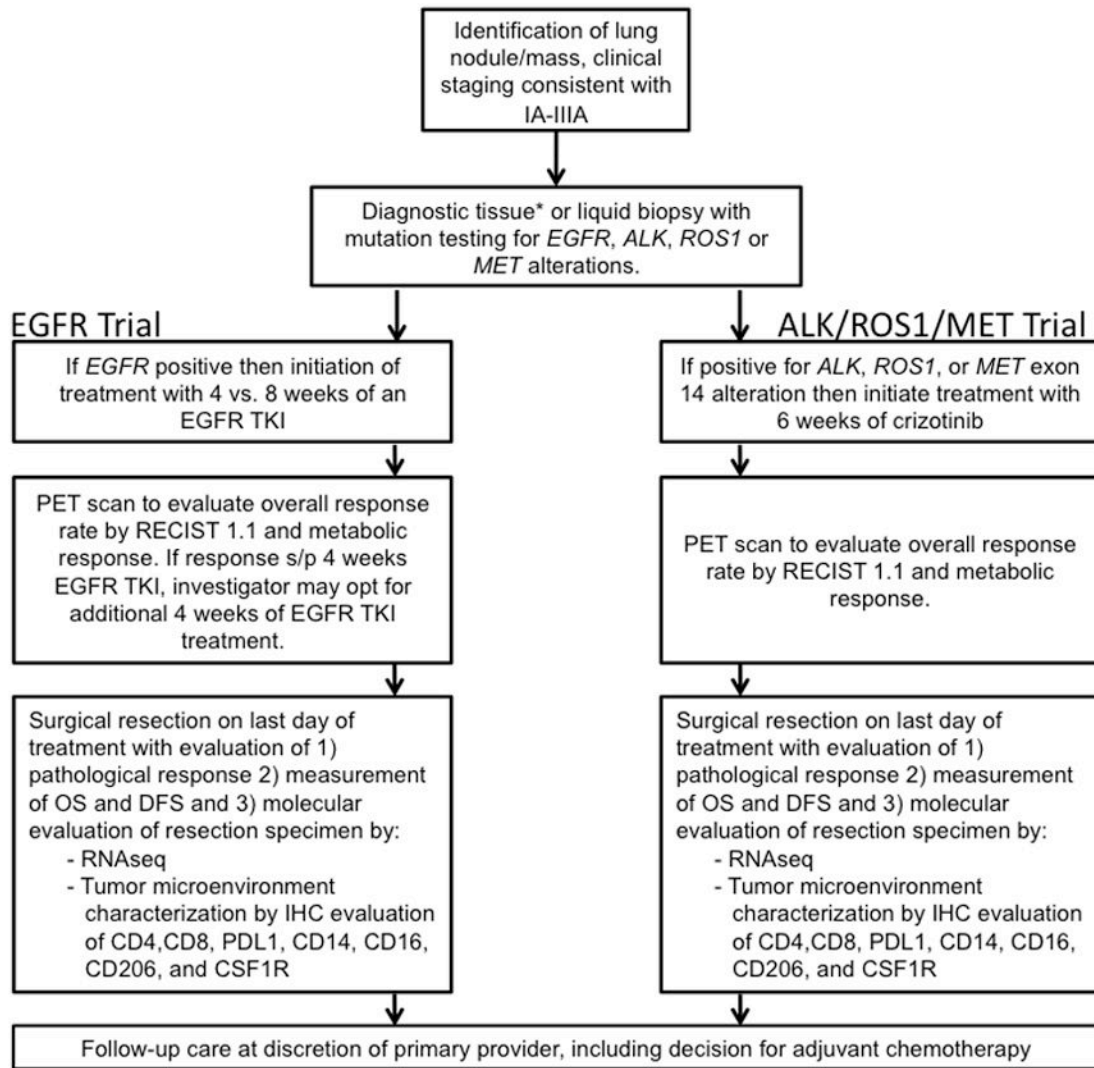 Identification of lung
nodule/mass, clinical
staging consistent with
IA-IIIA
Diagnostic tissue* or liquid biopsy with
mutation testing for EGFR, ALK, ROS1 or
MET alterations.
EGFR Trial
If EGFR positive then initiation of
treatment with 4 vs. 8 weeks of an
EGFR TKI
PET scan to evaluate overall response
rate by RECIST 1.1 and metabolic
response. If response s/p 4 weeks
EGFR TKI, investigator may opt for
additional 4 weeks of EGFR TKI
treatment.
Surgical resection on last day of
treatment with evaluation of 1)
pathological response 2) measurement
of OS and DFS and 3) molecular
evaluation of resection specimen by:
- RNAseq
- Tumor microenvironment
characterization by IHC evaluation
of CD4,CD8, PDL1, CD14, CD16,
CD206, and CSF1R
ALK/ROS1/MET Trial
If positive for ALK, ROS1, or MET exon
14 alteration then initiate treatment with
6 weeks of crizotinib
PET scan to evaluate overall response
rate by RECIST 1.1 and metabolic
response.
Surgical resection on last day of
treatment with evaluation of 1)
pathological response 2) measurement
of OS and DFS and 3) molecular
evaluation of resection specimen by:
- RNAseq
- Tumor microenvironment
characterization by IHC evaluation
of CD4,CD8, PDL1, CD14, CD16,
CD206, and CSF1R
Follow-up care at discretion of primary provider, including decision for adjuvant chemotherapy